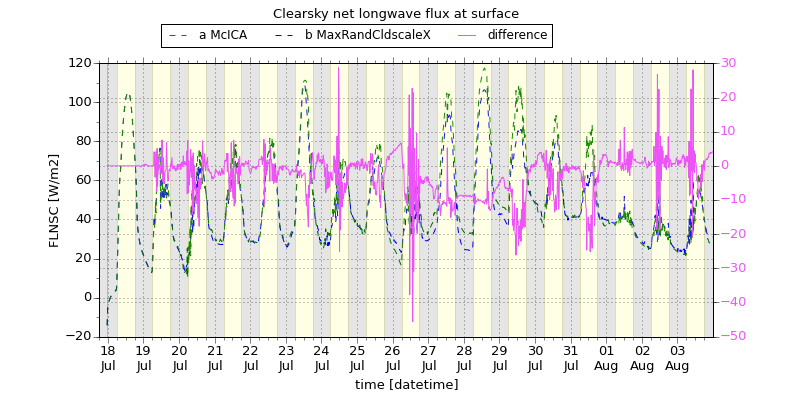 Clearsky net longwave flux at surface
a McICA b MaxRandCldscaleX difference
120 30
100 20
80 10
60 0
40 −10
20 −20
0 −30
−20 −40
−50
FLNSC [W/m2]
18 19 20 21 22 23 24 25 26 27 28 29 30 31 01 02 03
Jul Jul Jul Jul Jul Jul Jul Jul Jul Jul Jul Jul Jul Jul Aug Aug Aug
time [datetime]